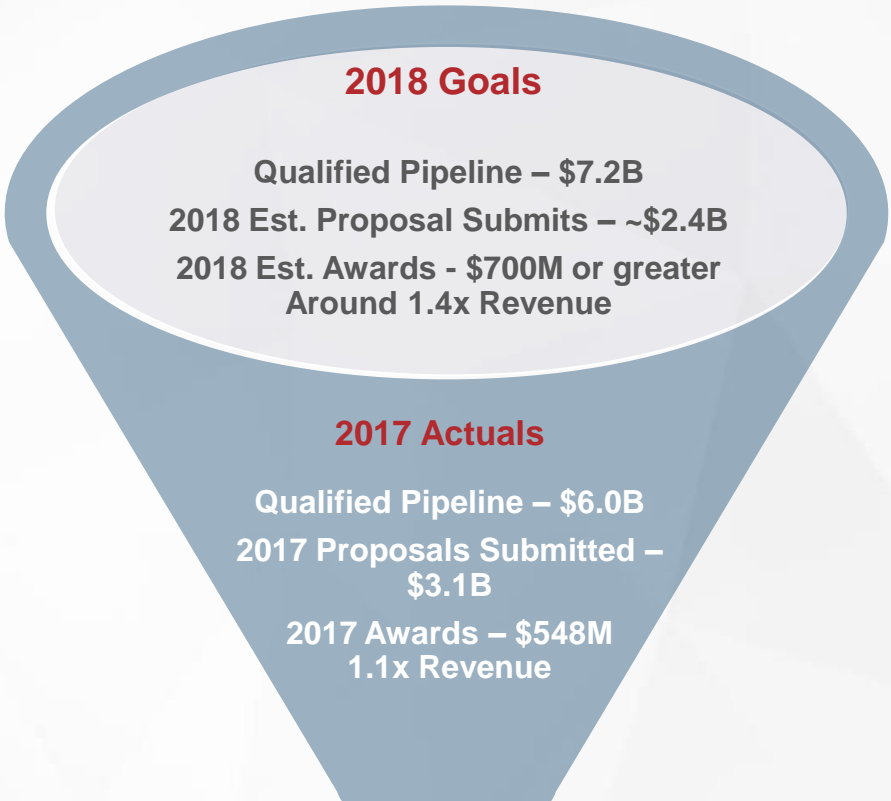 2018 Goals
Qualified Pipeline – $7.2B
2018 Est. Proposal Submits – ~$2.4B
2018 Est. Awards - $700M or greater
Around 1.4x Revenue
2017 Actuals
Qualified Pipeline – $6.0B
2017 Proposals Submitted –
$3.1B
2017 Awards – $548M
1.1x Revenue